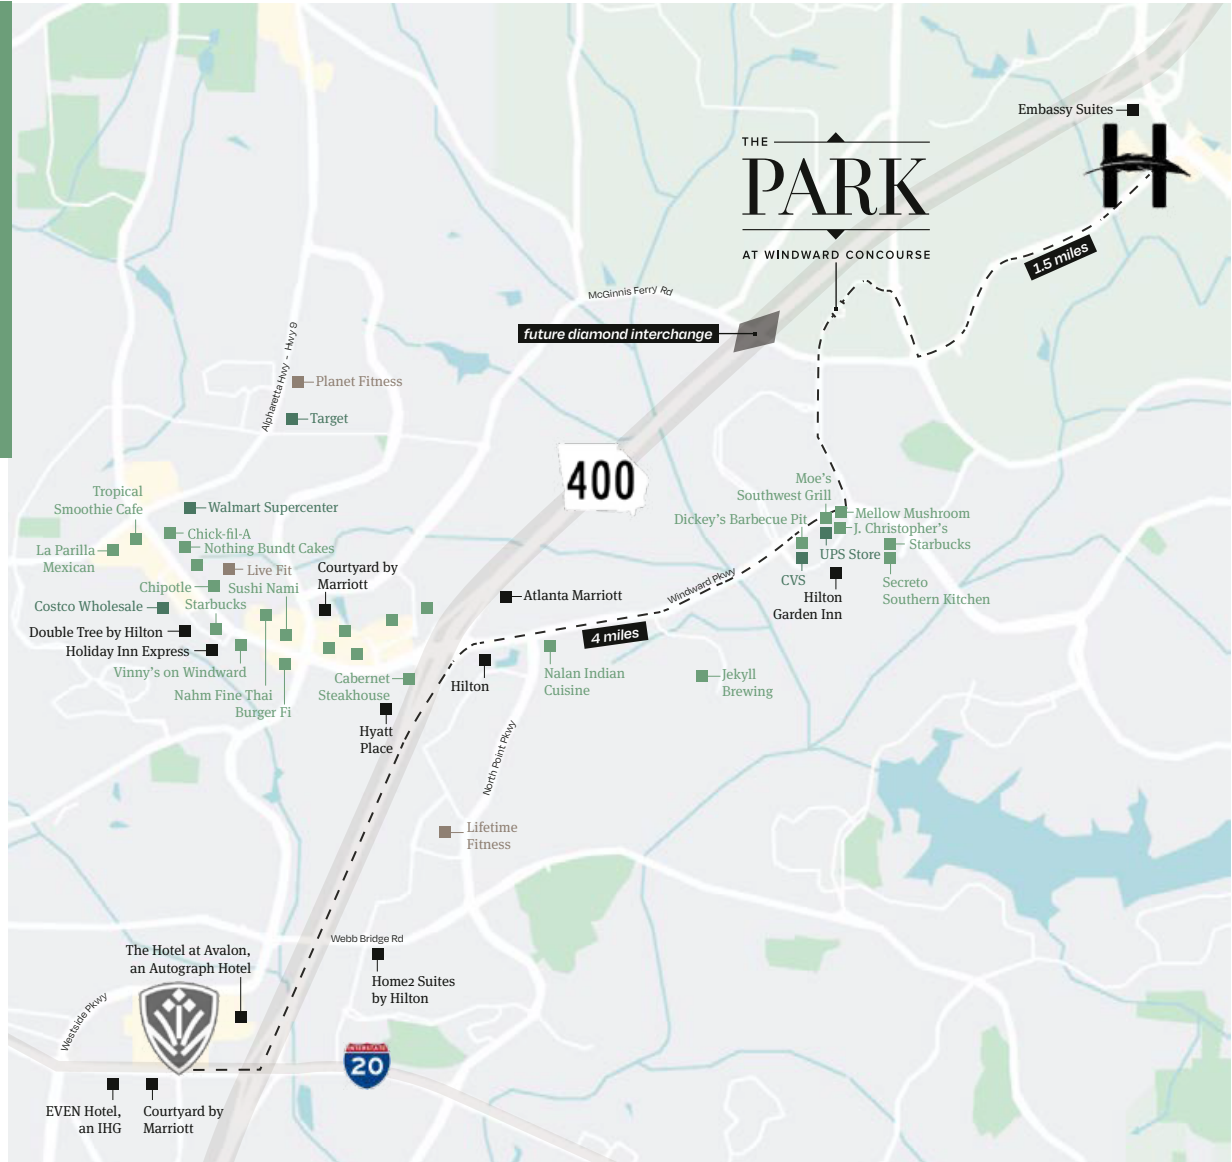 Embassy Suites
H
THE
PARK
AT WINDWARD CONCOURSE
1.5 miles
McGinnis Ferry Rd
future diamond interchange
Alpharetta Hwy - Hwy 9
Planet Fitness
Target
400
Tropical
Smoothie Cafe
Walmart Supercenter
Chick-fil-A
Nothing Bundt Cakes
La Parilla
Mexican
Live Fit
Chipotle
Sushi Nami
Courtyard by
Marriott
Costco Wholesale
Starbucks
Double Tree by Hilton
Holiday Inn Express
Vinny's on Windward
Nahm Fine Thai
Burger Fi
Cabernet
Steakhouse
Hyatt
Place
Atlanta Marriott
Hilton
4 miles
Windward Pkwy
Nalan Indian
Cuisine
Jekyll
Brewing
Moe's
Southwest Grill
Dickey's Barbecue Pit
Mellow Mushroom
J. Christopher's
Starbucks
UPS Store
CVS
Secreto
Southern Kitchen
Hilton
Garden Inn
North Point Pkwy
Lifetime
Fitness
Webb Bridge Rd
Home2 Suites
by Hilton
The Hotel at Avalon,
an Autograph Hotel
Westside Pkwy
INTERSTATE
20
EVEN Hotel,
an IHG
Courtyard by
Marriott